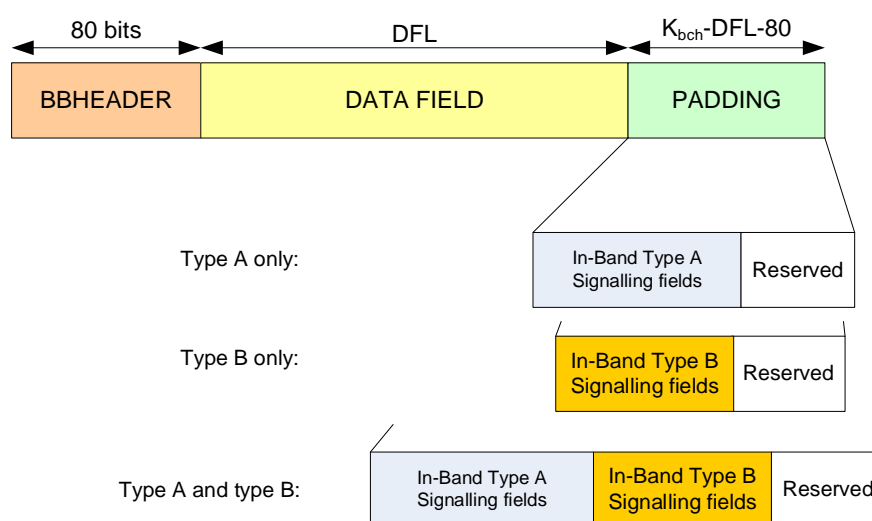 80 bits DFL Kbch-DFL-80
BBHEADER DATA FIELD PADDING
Type A only:
In-Band Type A
Signalling fields
Reserved
Type B only:
In-Band Type B
Signalling fields
Reserved
Type A and type B:
In-Band Type A
Signalling fields
In-Band Type B
Signalling fields
Reserved